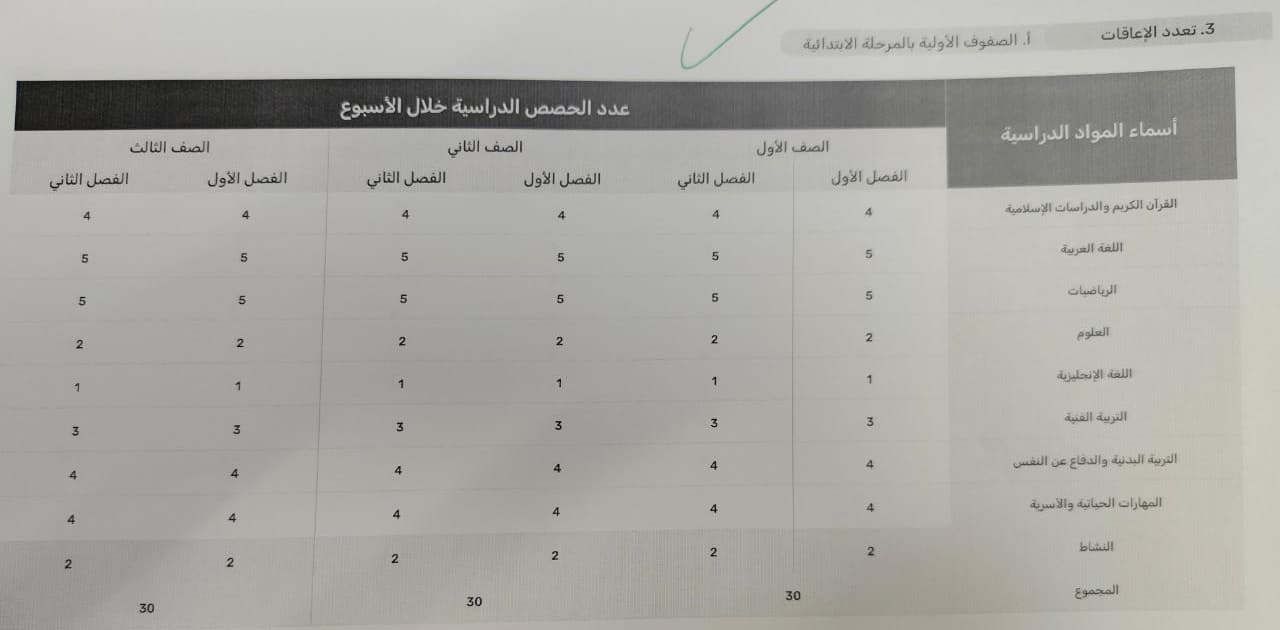 3. تعدد الإعاقات
أ. الصفوف الأولية بالمرحلة الابتدائية
أسماء المواد الدراسية عدد الحصص الدراسية خلال الأسبوع
الصف الأول الصف الثاني الصف الثالث
الفصل الأول الفصل الثاني الفصل الأول الفصل الثاني الفصل الأول الفصل الثاني
القرآن الكريم والدراسات الإسلامية 4 4 4 4 4 4
اللغة العربية 5 5 5 5 5 5
الرياضيات 5 5 5 5 5 5
العلوم 2 2 2 2 2 2
اللغة الإنجليزية 1 1 1 1 1 1
التربية الفنية 3 3 3 3 3 3
التربية البدنية والدفاع عن النفس 4 4 4 4 4 4
المهارات الحياتية والأسرية 4 4 4 4 4 4
النشاط 2 2 2 2 2 2
المجموع 30 30 30